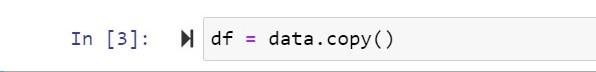 In [3]: df = data.copy()